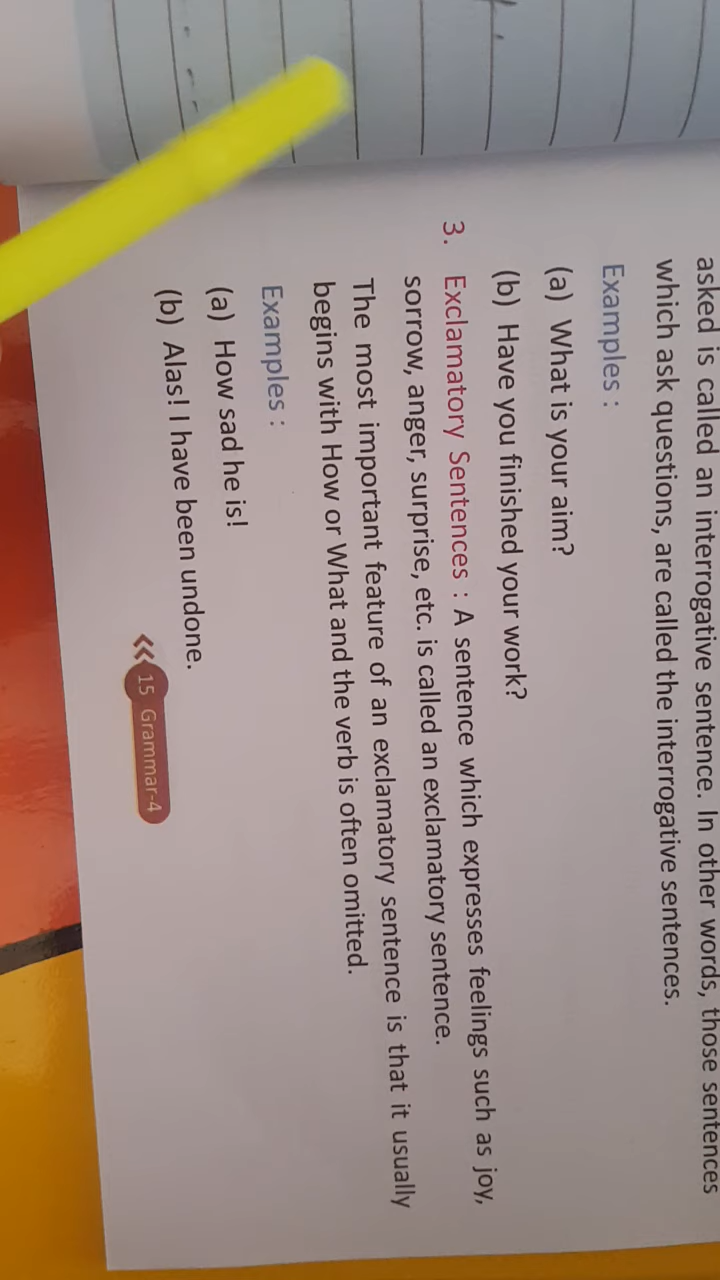 asked is called an interrogative sentence. In other words, those sentences
which ask questions, are called the interrogative sentences.
Examples :
(a) What is your aim?
(b) Have you finished your work?
3. Exclamatory Sentences : A sentence which expresses feelings such as joy,
sorrow, anger, surprise, etc. is called an exclamatory sentence.
The most important feature of an exclamatory sentence is that it usually
begins with How or What and the verb is often omitted.
Examples :
(a) How sad he is!
(b) Alas! I have been undone.
15 Grammar-4